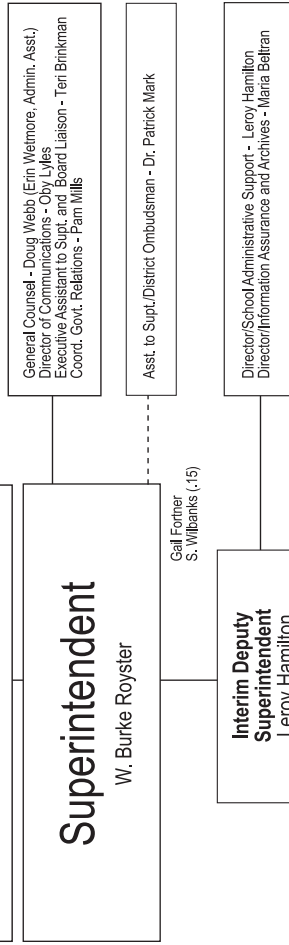 General Counsel - Doug Webb (Erin Wetmore, Admin. Asst.)
Director of Communications - Oby Lyles
Executive Assistant to Supt. and Board Liaison - Teri Brinkman
Coord. Govt. Relations - Pam Mills
Superintendent
W. Burke Royster
Asst. to Supt./District Ombudsman - Dr. Patrick Mark
Gail Fortner
S. Wilbanks (.15)
Interim Deputy
Superintendent
Leroy Hamilton
Director/School Administrative Support - Leroy Hamilton
Director/Information Assurance and Archives - Maria Beltran